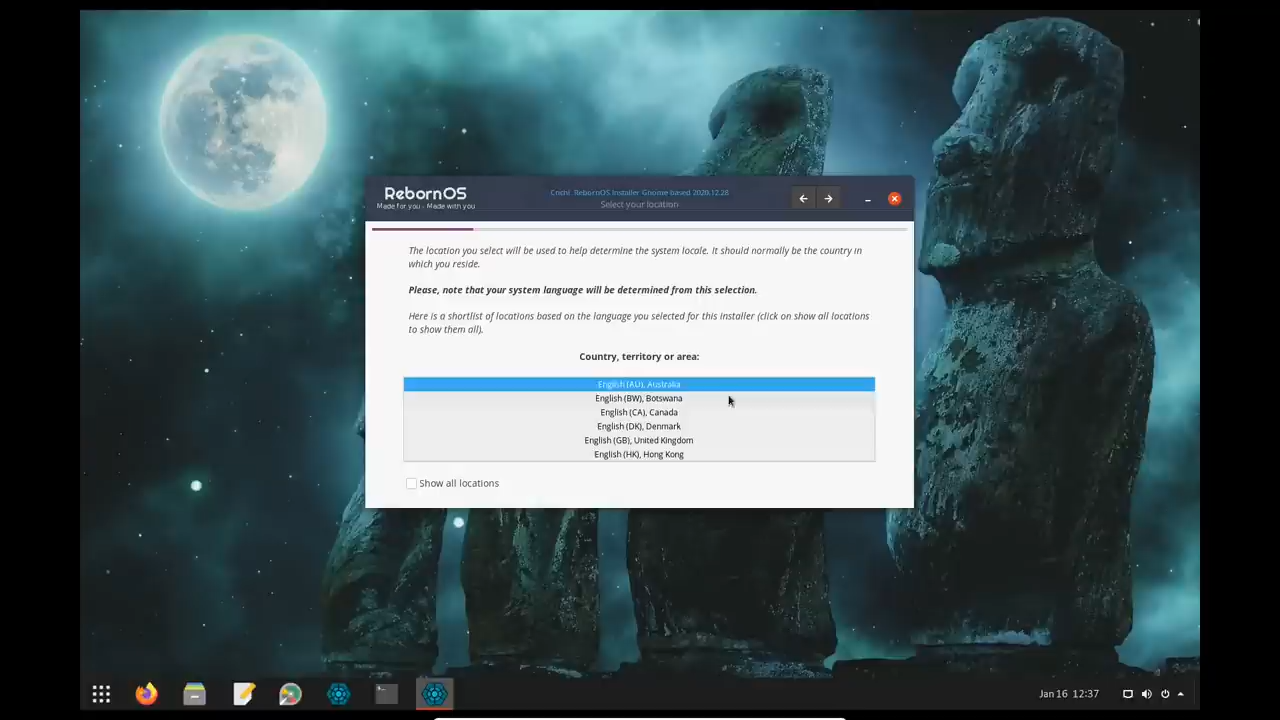 RebornOS
Made for you - Made with you
Cnchi RebornOS Installer Gnome based 2020.12.28
Select your location
The location you select will be used to help determine the system locale. It should normally be the country in
which you reside.
Please, note that your system language will be determined from this selection.
Here is a shortlist of locations based on the language you selected for this installer (click on show all locations
to show them all).
Country, territory or area:
English (AU), Australia
English (BW), Botswana
English (CA), Canada
English (DK), Denmark
English (GB), United Kingdom
English (HK), Hong Kong
Show all locations
Jan 16 12:37